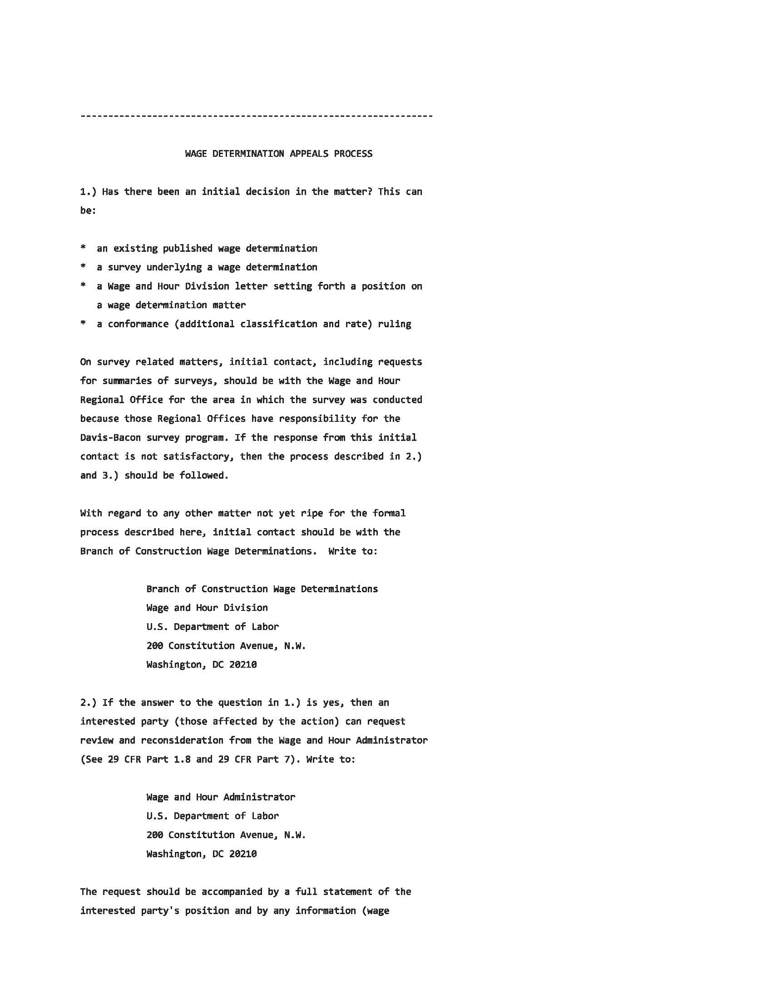 ----------------------------------------------------------------
WAGE DETERMINATION APPEALS PROCESS
1.) Has there been an initial decision in the matter? This can
be:
*  an existing published wage determination
*  a survey underlying a wage determination
*  a Wage and Hour Division letter setting forth a position on
a wage determination matter
*  a conformance (additional classification and rate) ruling
On survey related matters, initial contact, including requests
for summaries of surveys, should be with the Wage and Hour
Regional Office for the area in which the survey was conducted
because those Regional Offices have responsibility for the
Davis-Bacon survey program. If the response from this initial
contact is not satisfactory, then the process described in 2.)
and 3.) should be followed.
With regard to any other matter not yet ripe for the formal
process described here, initial contact should be with the
Branch of Construction Wage Determinations.  Write to:
Branch of Construction Wage Determinations
Wage and Hour Division
U.S. Department of Labor
200 Constitution Avenue, N.W.
Washington, DC 20210
2.) If the answer to the question in 1.) is yes, then an
interested party (those affected by the action) can request
review and reconsideration from the Wage and Hour Administrator
(See 29 CFR Part 1.8 and 29 CFR Part 7). Write to:
Wage and Hour Administrator
U.S. Department of Labor
200 Constitution Avenue, N.W.
Washington, DC 20210
The request should be accompanied by a full statement of the
interested party's position and by any information (wage